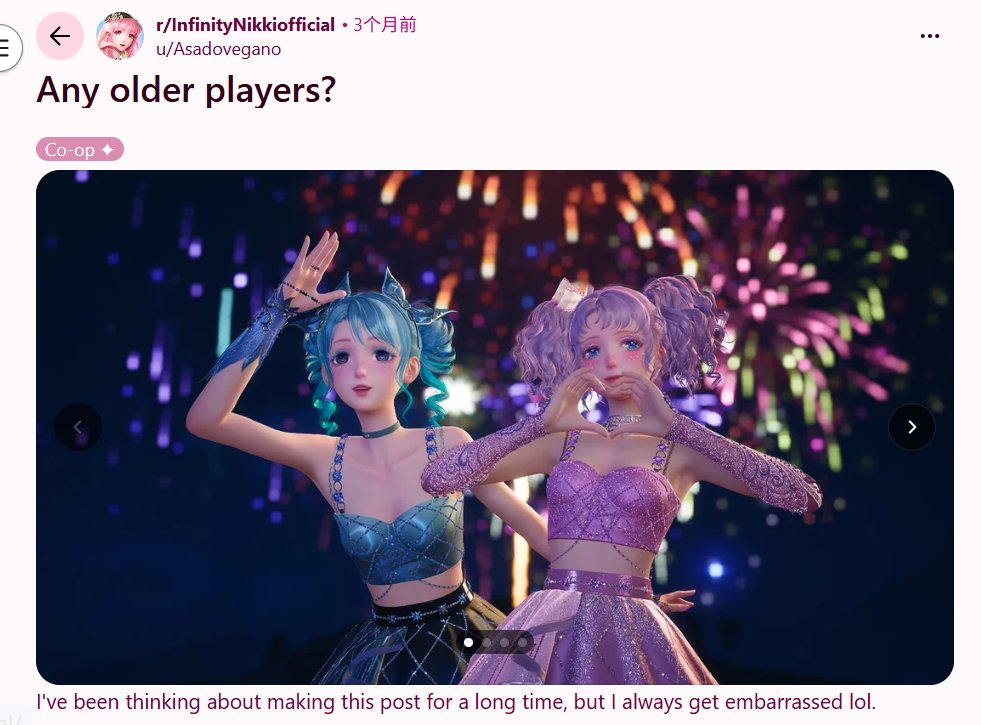 r/InfinityNikkiofficial • 3个月前
u/Asadovegano
Any older players?
Co-op ✦
I've been thinking about making this post for a long time, but I always get embarrassed lol.
al/